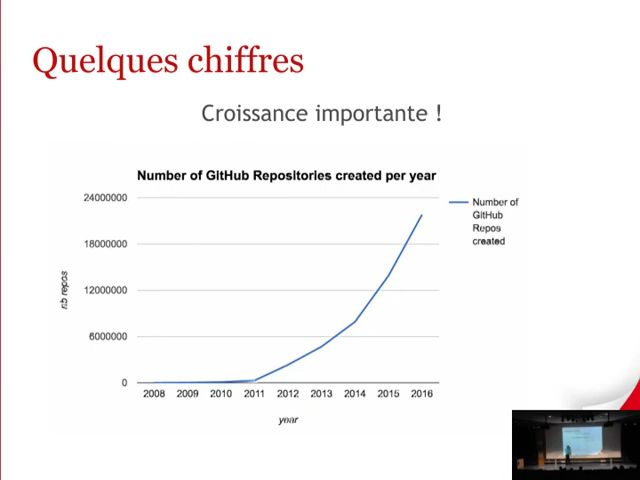 Quelques chiffres
Croissance importante !
Number of GitHub Repositories created per year
24000000
18000000
12000000
6000000
0
nb repos
2008 2009 2010 2011 2012 2013 2014 2015 2016
year
Number of
GitHub
Repos
created